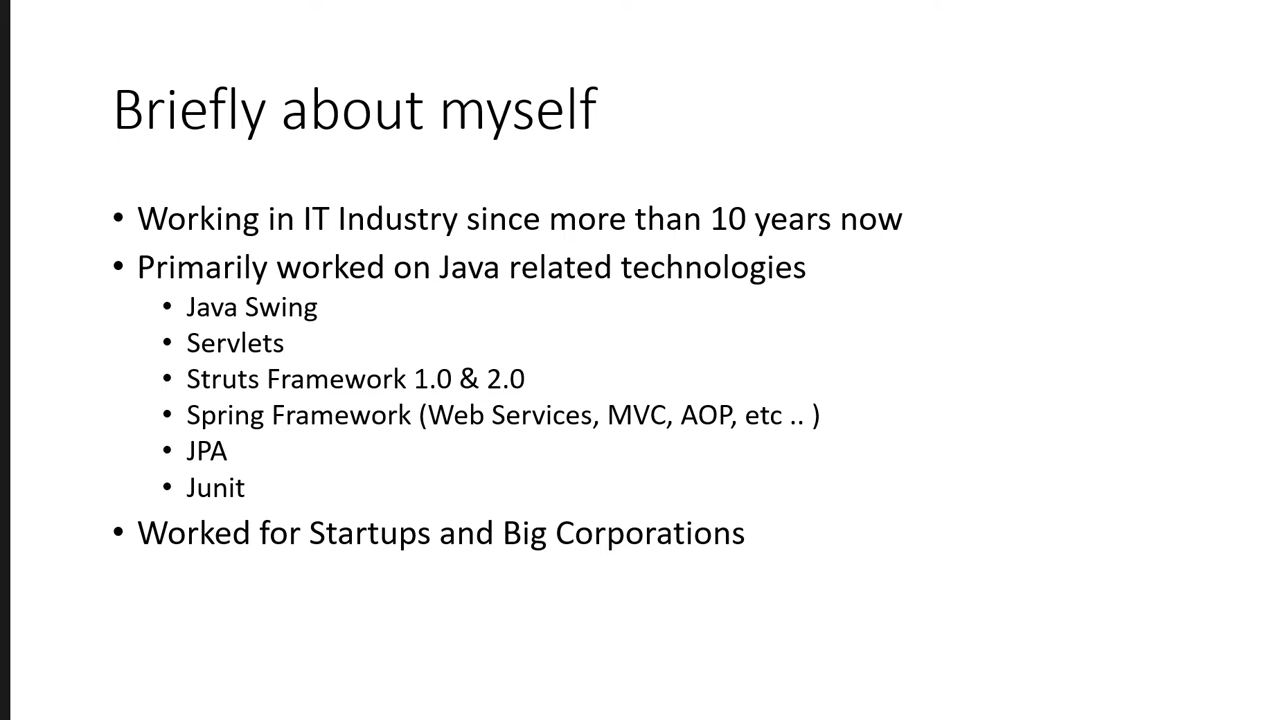 Briefly about myself
• Working in IT Industry since more than 10 years now
• Primarily worked on Java related technologies
• Java Swing
• Servlets
• Struts Framework 1.0 & 2.0
• Spring Framework (Web Services, MVC, AOP, etc .. )
• JPA
• Junit
• Worked for Startups and Big Corporations